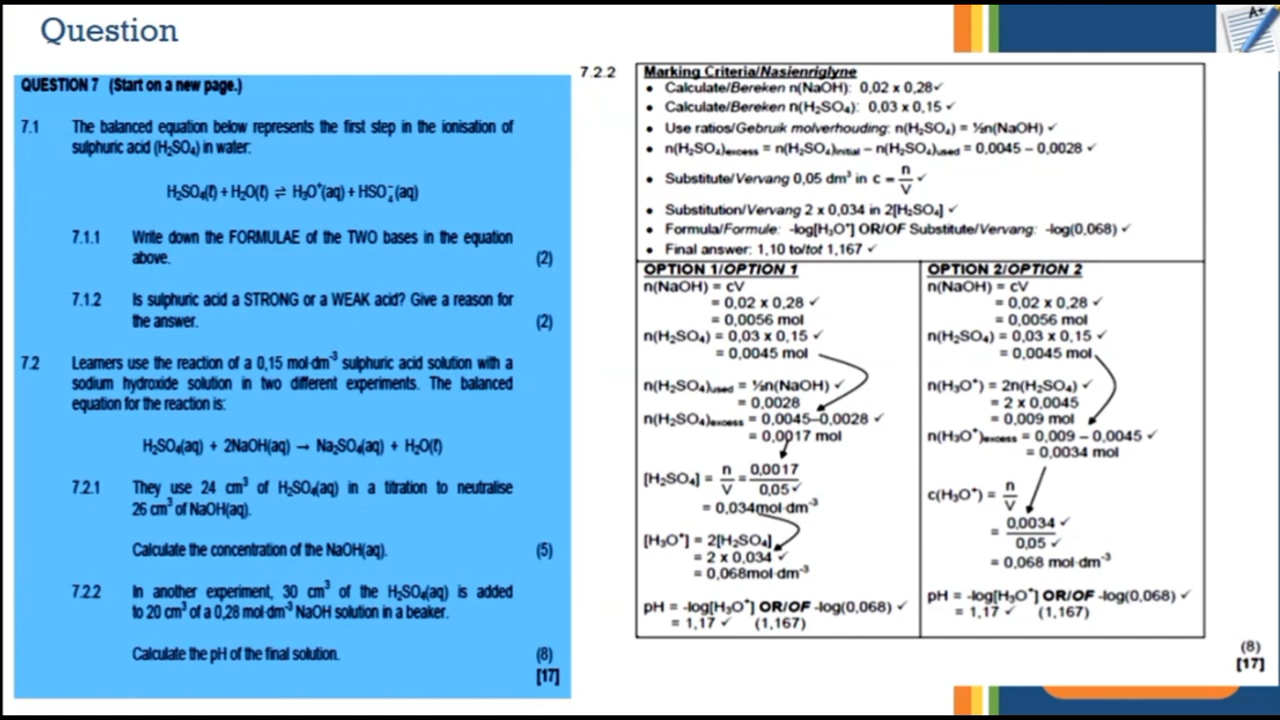 Question
QUESTION 7 (Start on a new page.)
7.1 The balanced equation below represents the first step in the ionisation of
sulphuric acid (H₂SO₄) in water:
H₂SO₄(ℓ) + H₂O(ℓ) ⇌ H₃O⁺(aq) + HSO₄⁻(aq)
7.1.1 Write down the FORMULAE of the TWO bases in the equation
above. (2)
7.1.2 Is sulphuric acid a STRONG or a WEAK acid? Give a reason for
the answer. (2)
7.2 Learners use the reaction of a 0,15 mol·dm⁻³ sulphuric acid solution with a
sodium hydroxide solution in two different experiments. The balanced
equation for the reaction is:
H₂SO₄(aq) + 2NaOH(aq) → Na₂SO₄(aq) + H₂O(ℓ)
7.2.1 They use 24 cm³ of H₂SO₄(aq) in a titration to neutralise
26 cm³ of NaOH(aq).
Calculate the concentration of the NaOH(aq). (5)
7.2.2 In another experiment, 30 cm³ of the H₂SO₄(aq) is added
to 20 cm³ of a 0,28 mol·dm⁻³ NaOH solution in a beaker.
Calculate the pH of the final solution. (8)
[17]
7.2.2 Marking Criteria/Nasienriglyne
• Calculate/Bereken n(NaOH): 0,02 x 0,28✓
• Calculate/Bereken n(H₂SO₄): 0,03 x 0,15 ✓
• Use ratios/Gebruik molverhouding: n(H₂SO₄) = ½n(NaOH) ✓
• n(H₂SO₄)excess = n(H₂SO₄)initial – n(H₂SO₄)used = 0,0045 – 0,0028 ✓
• Substitute/Vervang 0,05 dm³ in c = n/V ✓
• Substitution/Vervang 2 x 0,034 in 2[H₂SO₄] ✓
• Formula/Formule: -log[H₃O⁺] OR/OF Substitute/Vervang: -log(0,068) ✓
• Final answer: 1,10 to/tot 1,167 ✓
OPTION 1/OPTION 1
n(NaOH) = cV
= 0,02 x 0,28 ✓
= 0,0056 mol
n(H₂SO₄) = 0,03 x 0,15 ✓
= 0,0045 mol
n(H₂SO₄)used = ½n(NaOH) ✓
= 0,0028
n(H₂SO₄)excess = 0,0045–0,0028 ✓
= 0,0017 mol
[H₂SO₄] = n/V = 0,0017/0,05 ✓
= 0,034mol·dm⁻³
[H₃O⁺] = 2[H₂SO₄]
= 2 x 0,034 ✓
= 0,068mol·dm⁻³
pH = -log[H₃O⁺] OR/OF -log(0,068) ✓
= 1,17 ✓ (1,167)
OPTION 2/OPTION 2
n(NaOH) = cV
= 0,02 x 0,28 ✓
= 0,0056 mol
n(H₂SO₄) = 0,03 x 0,15 ✓
= 0,0045 mol
n(H₃O⁺) = 2n(H₂SO₄) ✓
= 2 x 0,0045
= 0,009 mol
n(H₃O⁺)excess = 0,009 – 0,0045 ✓
= 0,0034 mol
c(H₃O⁺) = n/V
= 0,0034 ✓/0,05 ✓
= 0,068 mol·dm⁻³
pH = -log[H₃O⁺] OR/OF -log(0,068) ✓
= 1,17 ✓ (1,167)
(8)
[17]
A+